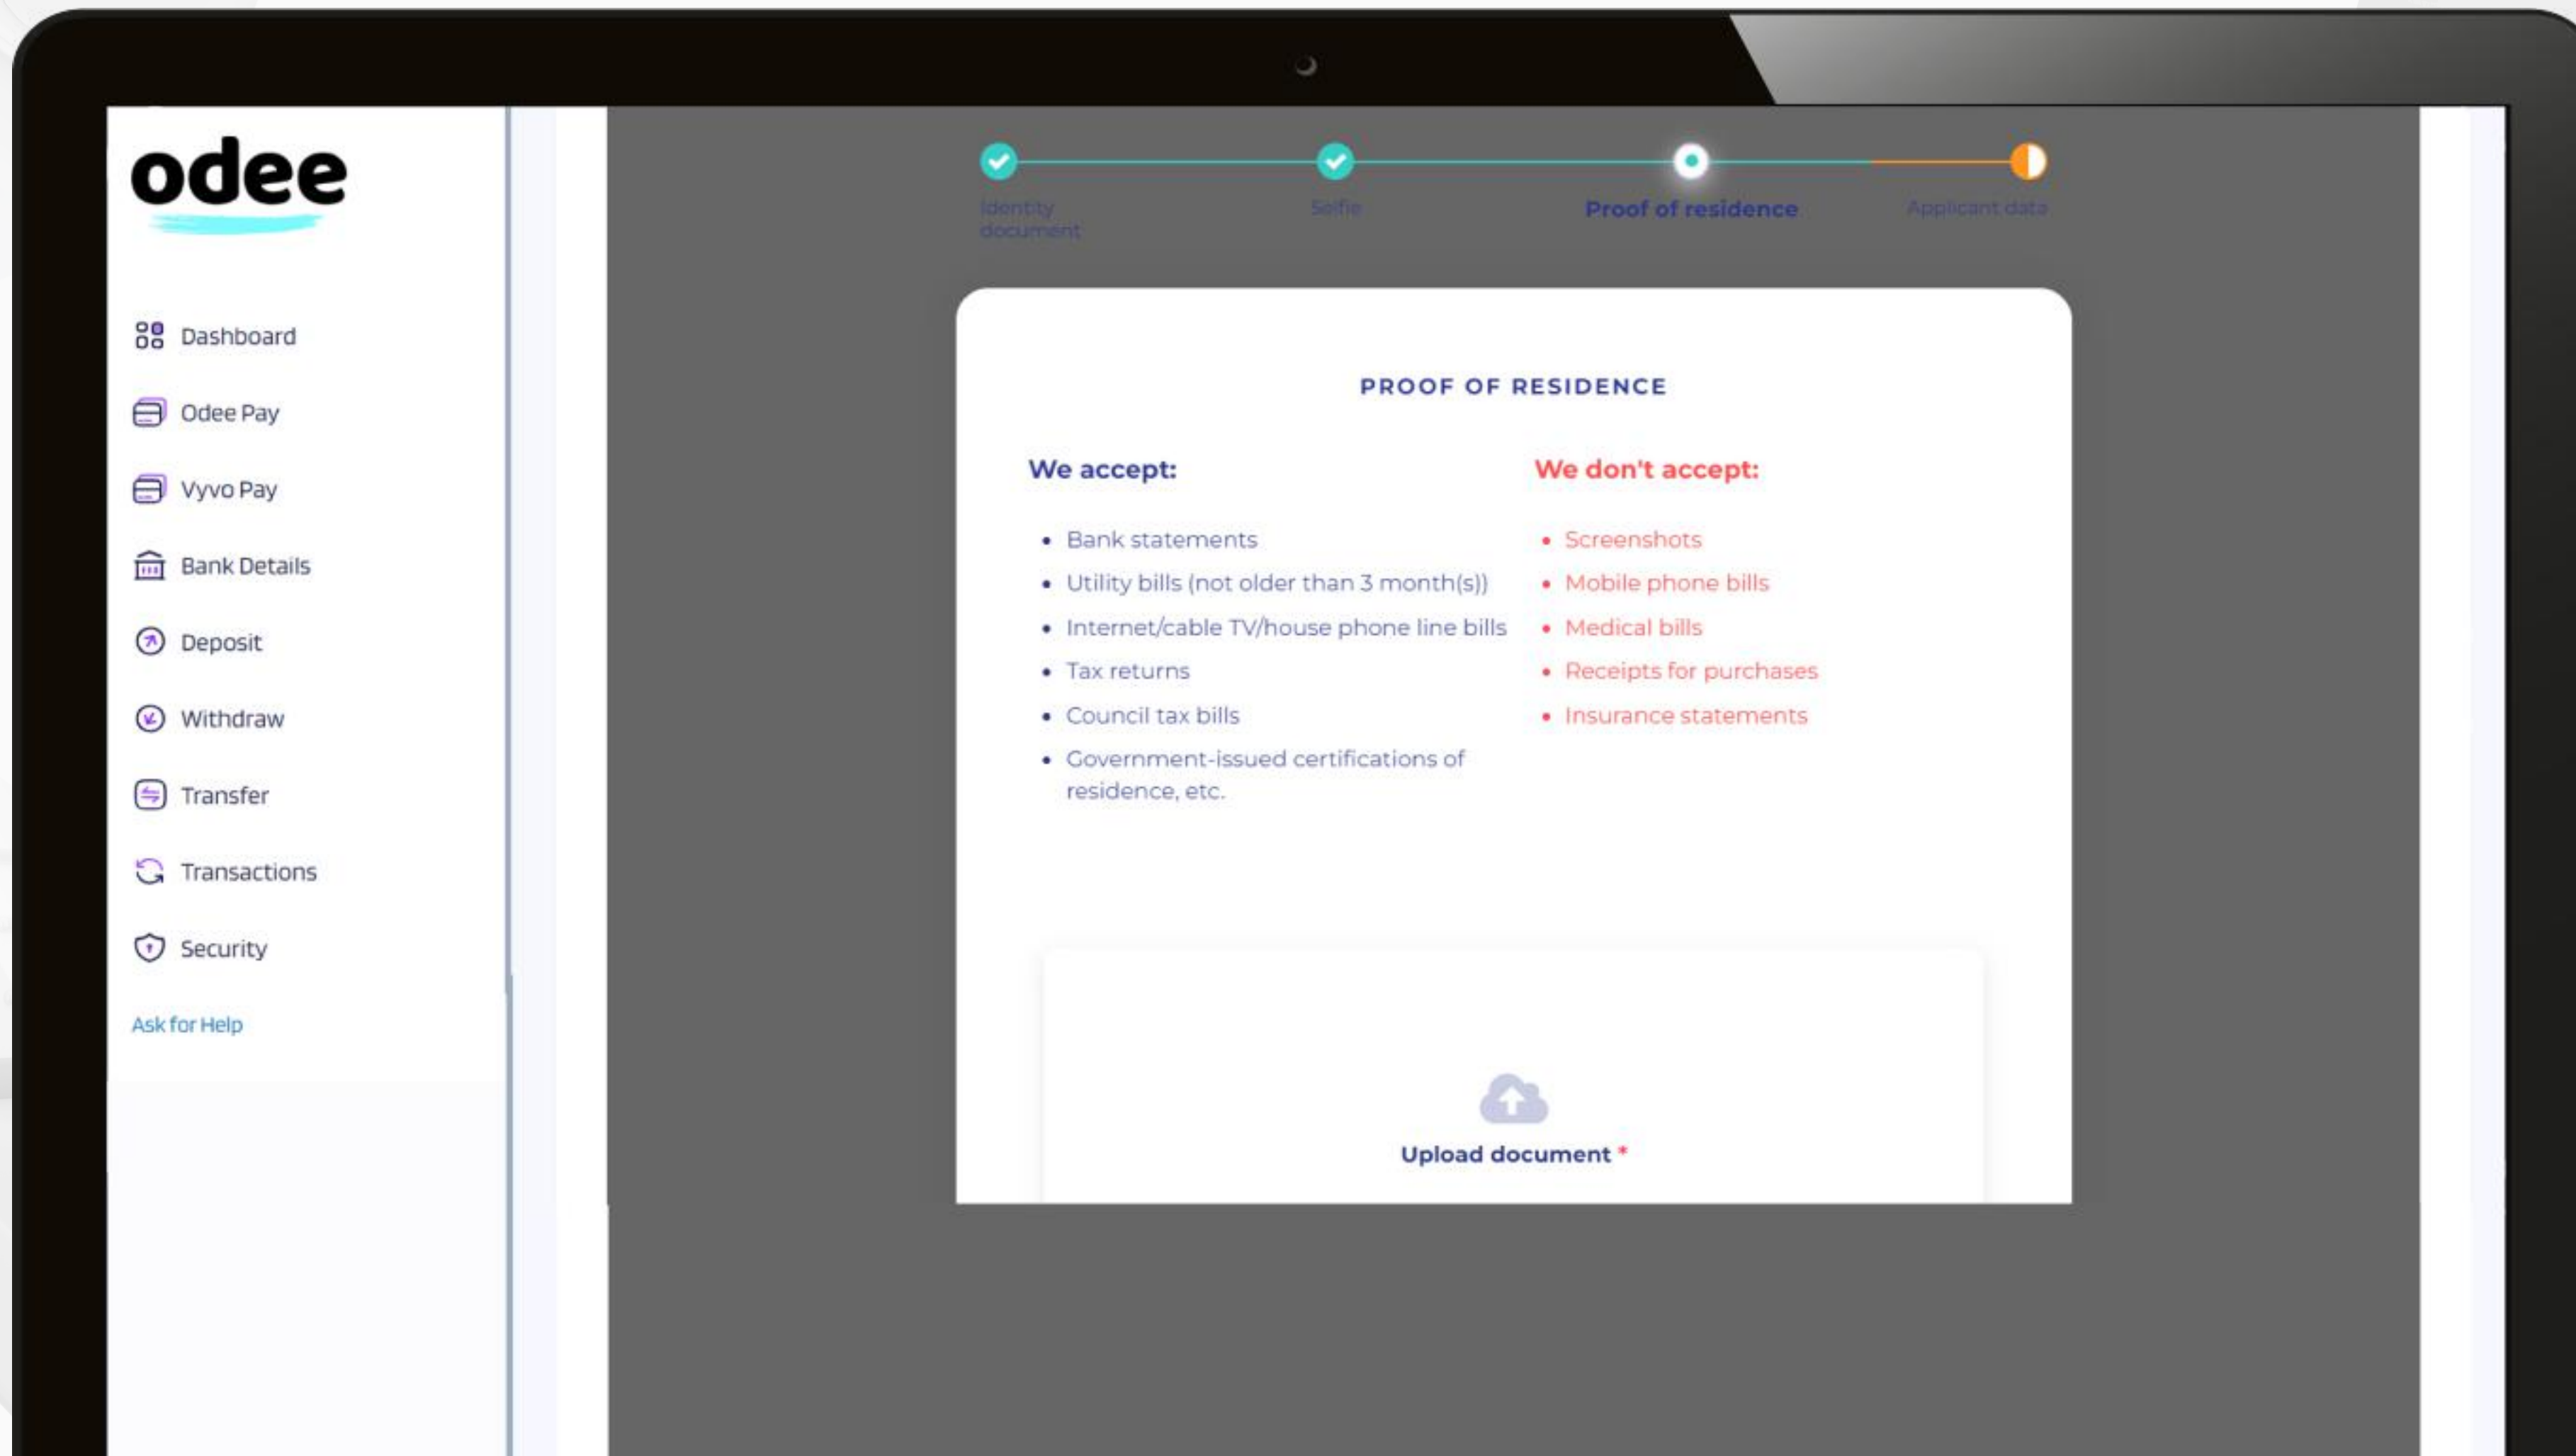 odee
Dashboard
Odee Pay
Vyvo Pay
Bank Details
Deposit
Withdraw
Transfer
Transactions
Security
Ask for Help
Identity
document
Selfie
Proof of residence
Applicant data
PROOF OF RESIDENCE
We accept:
Bank statements
Utility bills (not older than 3 month(s))
Internet/cable TV/house phone line bills
Tax returns
Council tax bills
Government-issued certifications of
residence, etc.
We don't accept:
Screenshots
Mobile phone bills
Medical bills
Receipts for purchases
Insurance statements
Upload document *